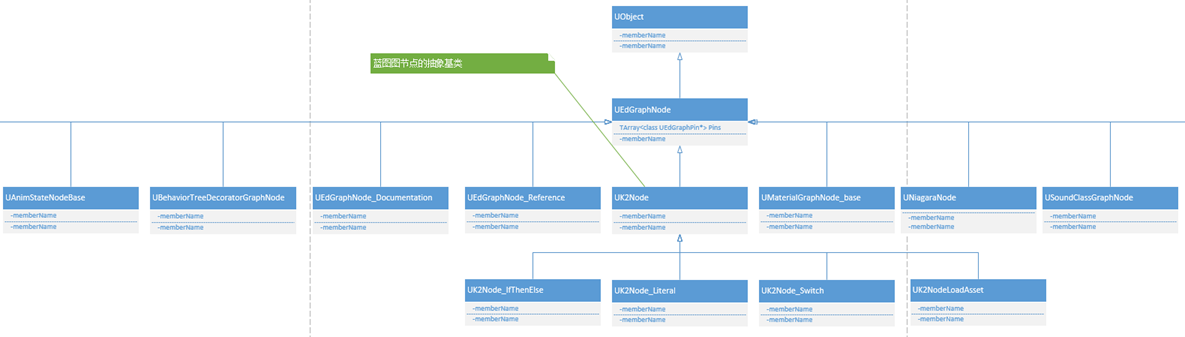 UObject
-memberName
-memberName
蓝图图节点的抽象基类
UEdGraphNode
TArray<class UEdGraphPin*> Pins
-memberName
UAnimStateNodeBase
-memberName
-memberName
UBehaviorTreeDecoratorGraphNode
-memberName
-memberName
UEdGraphNode_Documentation
-memberName
-memberName
UEdGraphNode_Reference
-memberName
-memberName
UK2Node
-memberName
-memberName
UMaterialGraphNode_base
-memberName
-memberName
UNiagaraNode
-memberName
-memberName
USoundClassGraphNode
-memberName
-memberName
UK2Node_IfThenElse
-memberName
-memberName
UK2Node_Literal
-memberName
-memberName
UK2Node_Switch
-memberName
-memberName
UK2NodeLoadAsset
-memberName
-memberName